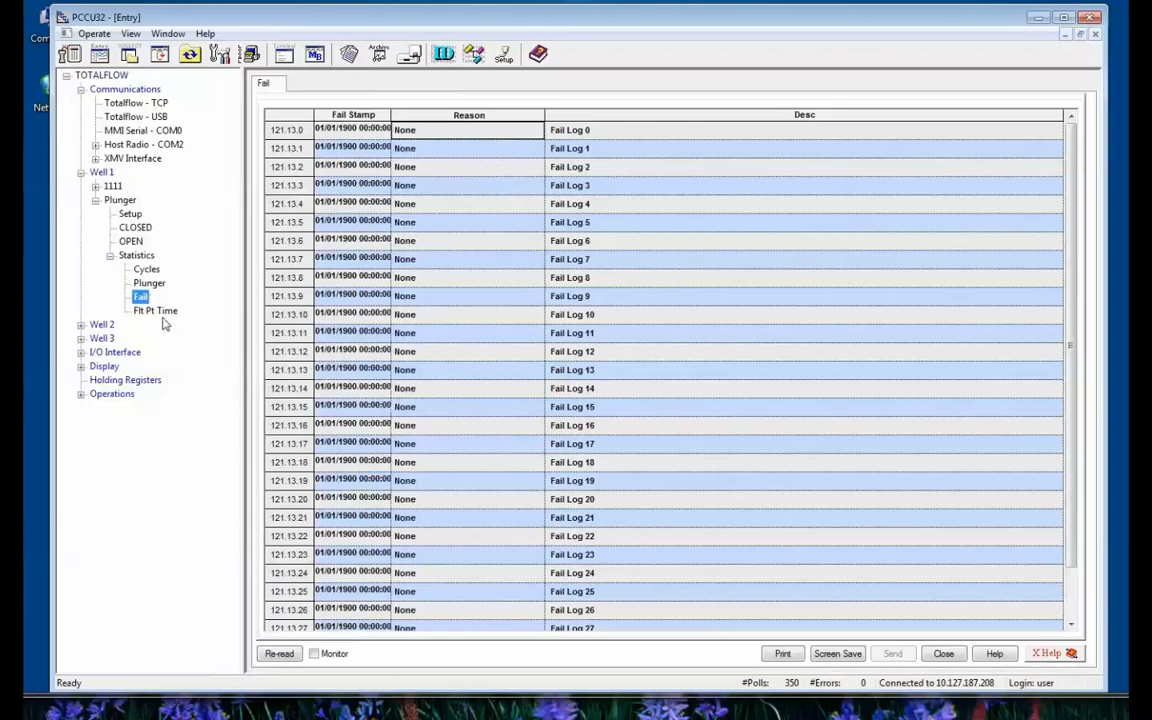 PCCU32 - [Entry]
Operate View Window Help
TOTALFLOW
Communications
Totalflow - TCP
Totalflow - USB
MMI Serial - COM0
Host Radio - COM2
XMV Interface
Well 1
1111
Plunger
Setup
CLOSED
OPEN
Statistics
Cycles
Plunger
Fail
Flt Pt Time
Well 2
Well 3
I/O Interface
Display
Holding Registers
Operations
Fail
Fail Stamp Reason Desc
121.13.0 01/01/1900 00:00:00 None Fail Log 0
121.13.1 01/01/1900 00:00:00 None Fail Log 1
121.13.2 01/01/1900 00:00:00 None Fail Log 2
121.13.3 01/01/1900 00:00:00 None Fail Log 3
121.13.4 01/01/1900 00:00:00 None Fail Log 4
121.13.5 01/01/1900 00:00:00 None Fail Log 5
121.13.6 01/01/1900 00:00:00 None Fail Log 6
121.13.7 01/01/1900 00:00:00 None Fail Log 7
121.13.8 01/01/1900 00:00:00 None Fail Log 8
121.13.9 01/01/1900 00:00:00 None Fail Log 9
121.13.10 01/01/1900 00:00:00 None Fail Log 10
121.13.11 01/01/1900 00:00:00 None Fail Log 11
121.13.12 01/01/1900 00:00:00 None Fail Log 12
121.13.13 01/01/1900 00:00:00 None Fail Log 13
121.13.14 01/01/1900 00:00:00 None Fail Log 14
121.13.15 01/01/1900 00:00:00 None Fail Log 15
121.13.16 01/01/1900 00:00:00 None Fail Log 16
121.13.17 01/01/1900 00:00:00 None Fail Log 17
121.13.18 01/01/1900 00:00:00 None Fail Log 18
121.13.19 01/01/1900 00:00:00 None Fail Log 19
121.13.20 01/01/1900 00:00:00 None Fail Log 20
121.13.21 01/01/1900 00:00:00 None Fail Log 21
121.13.22 01/01/1900 00:00:00 None Fail Log 22
121.13.23 01/01/1900 00:00:00 None Fail Log 23
121.13.24 01/01/1900 00:00:00 None Fail Log 24
121.13.25 01/01/1900 00:00:00 None Fail Log 25
121.13.26 01/01/1900 00:00:00 None Fail Log 26
121.13.27 01/01/1900 00:00:00 None Fail Log 27
Re-read Monitor Print Screen Save Send Close Help X Help
Ready #Polls: 350 #Errors: 0 Connected to 10.127.187.208 Login: user